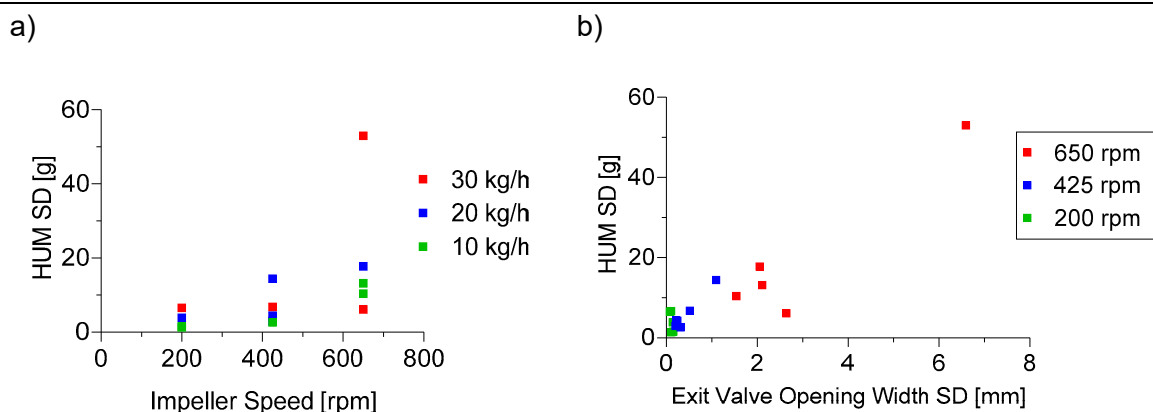 a)
60
40
20
0
HUM SD [g]
0 200 400 600 800
Impeller Speed [rpm]
30 kg/h
20 kg/h
10 kg/h
b)
60
40
20
0
HUM SD [g]
0 2 4 6 8
Exit Valve Opening Width SD [mm]
650 rpm
425 rpm
200 rpm